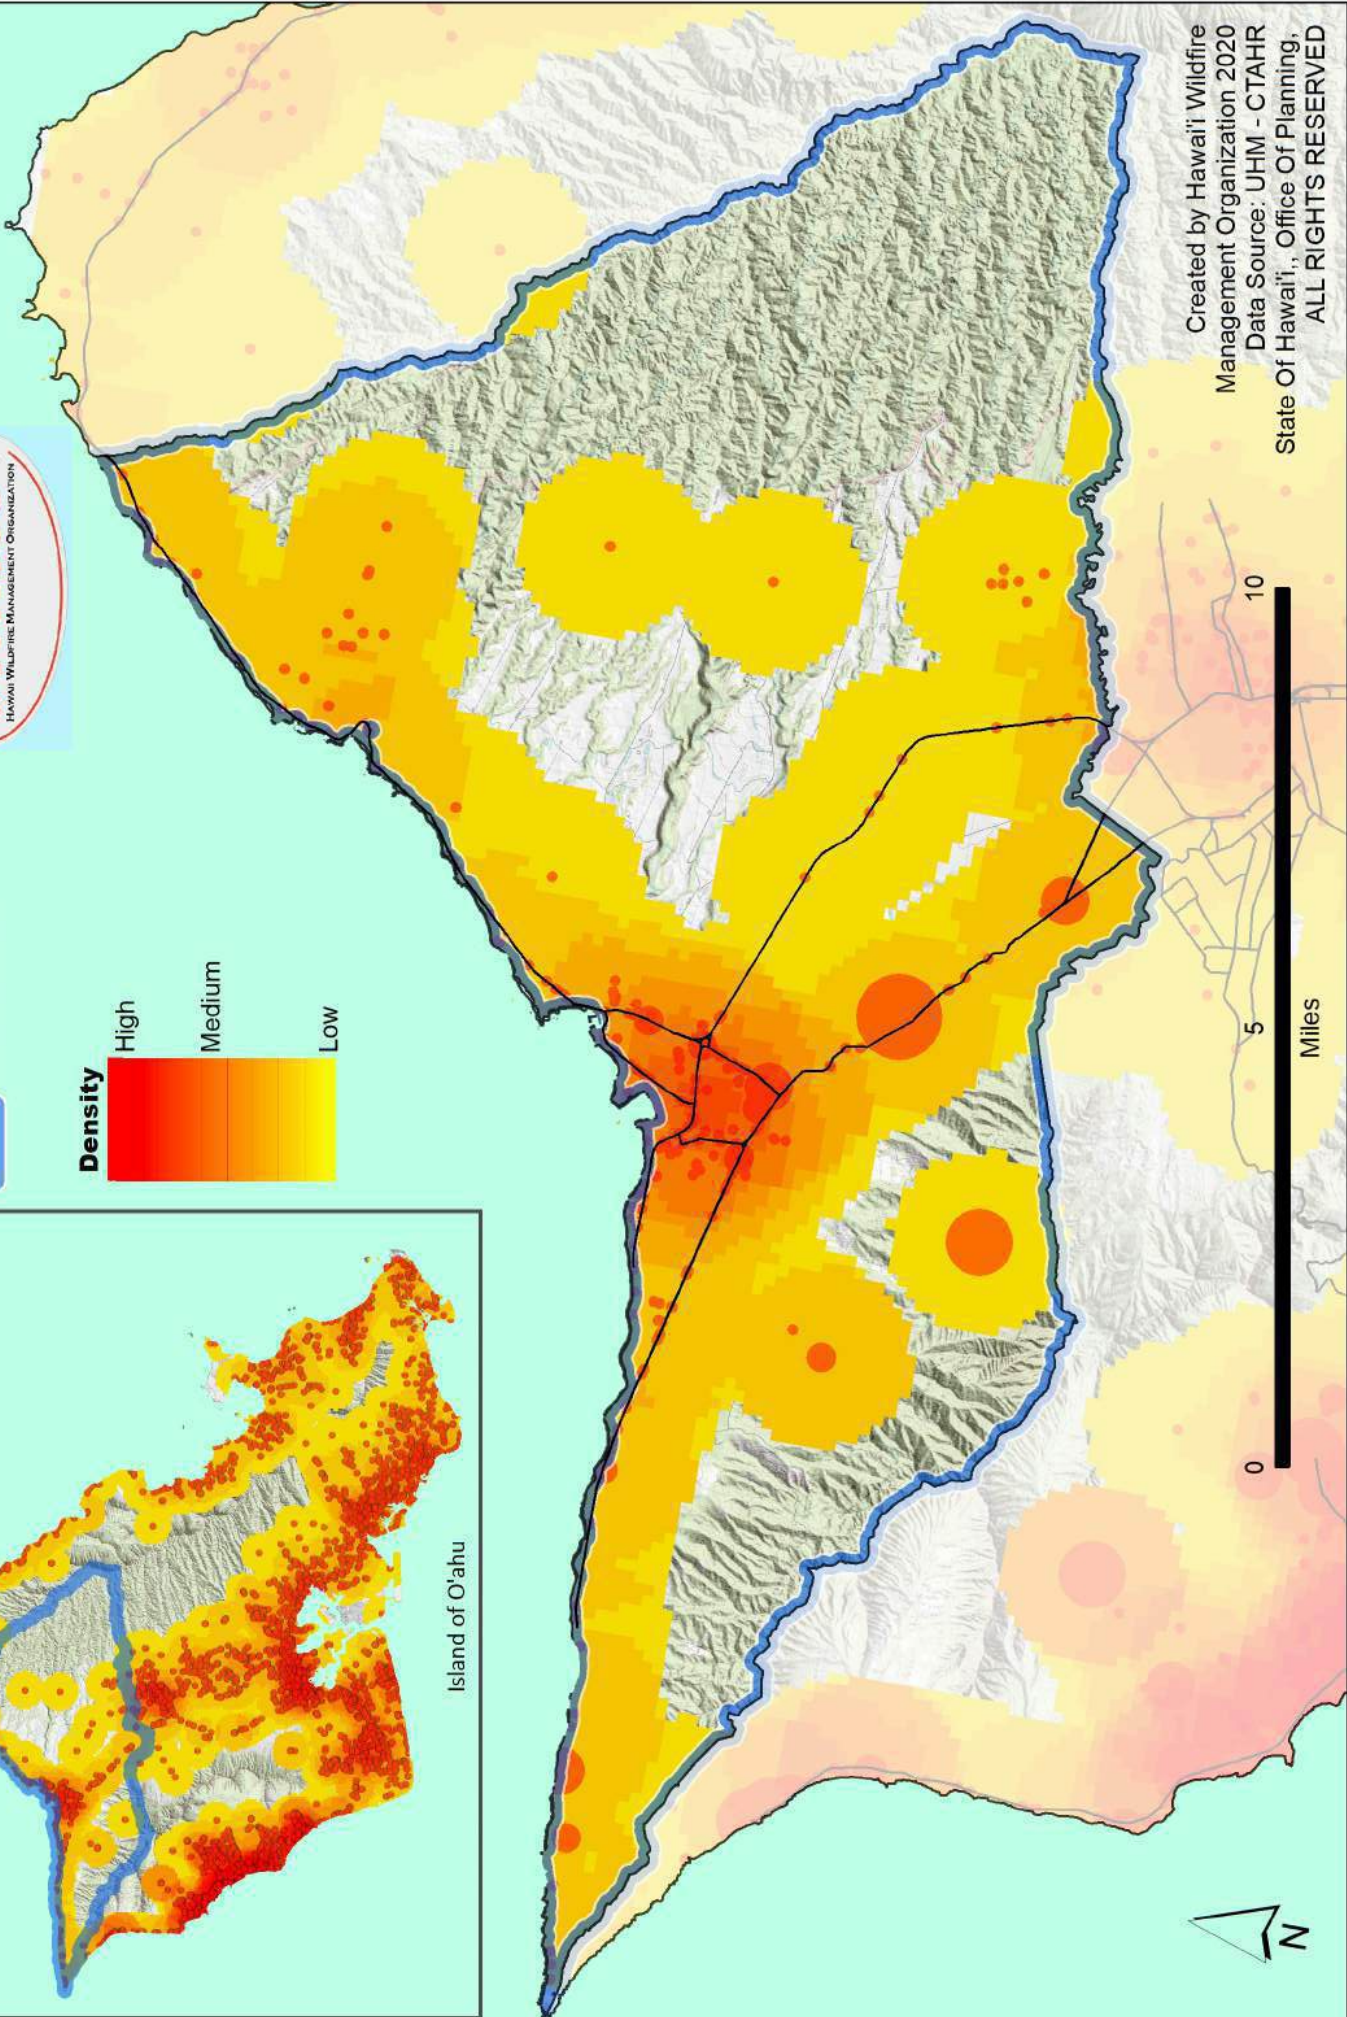 HAWAII WILDFIRE MANAGEMENT ORGANIZATION
Density
High
Medium
Low
Island of O'ahu
0
5
10
Miles
N
Created by Hawai'i Wildfire
Management Organization 2020
Data Source: UHM - CTAHR
State Of Hawai'i,, Office Of Planning,
ALL RIGHTS RESERVED